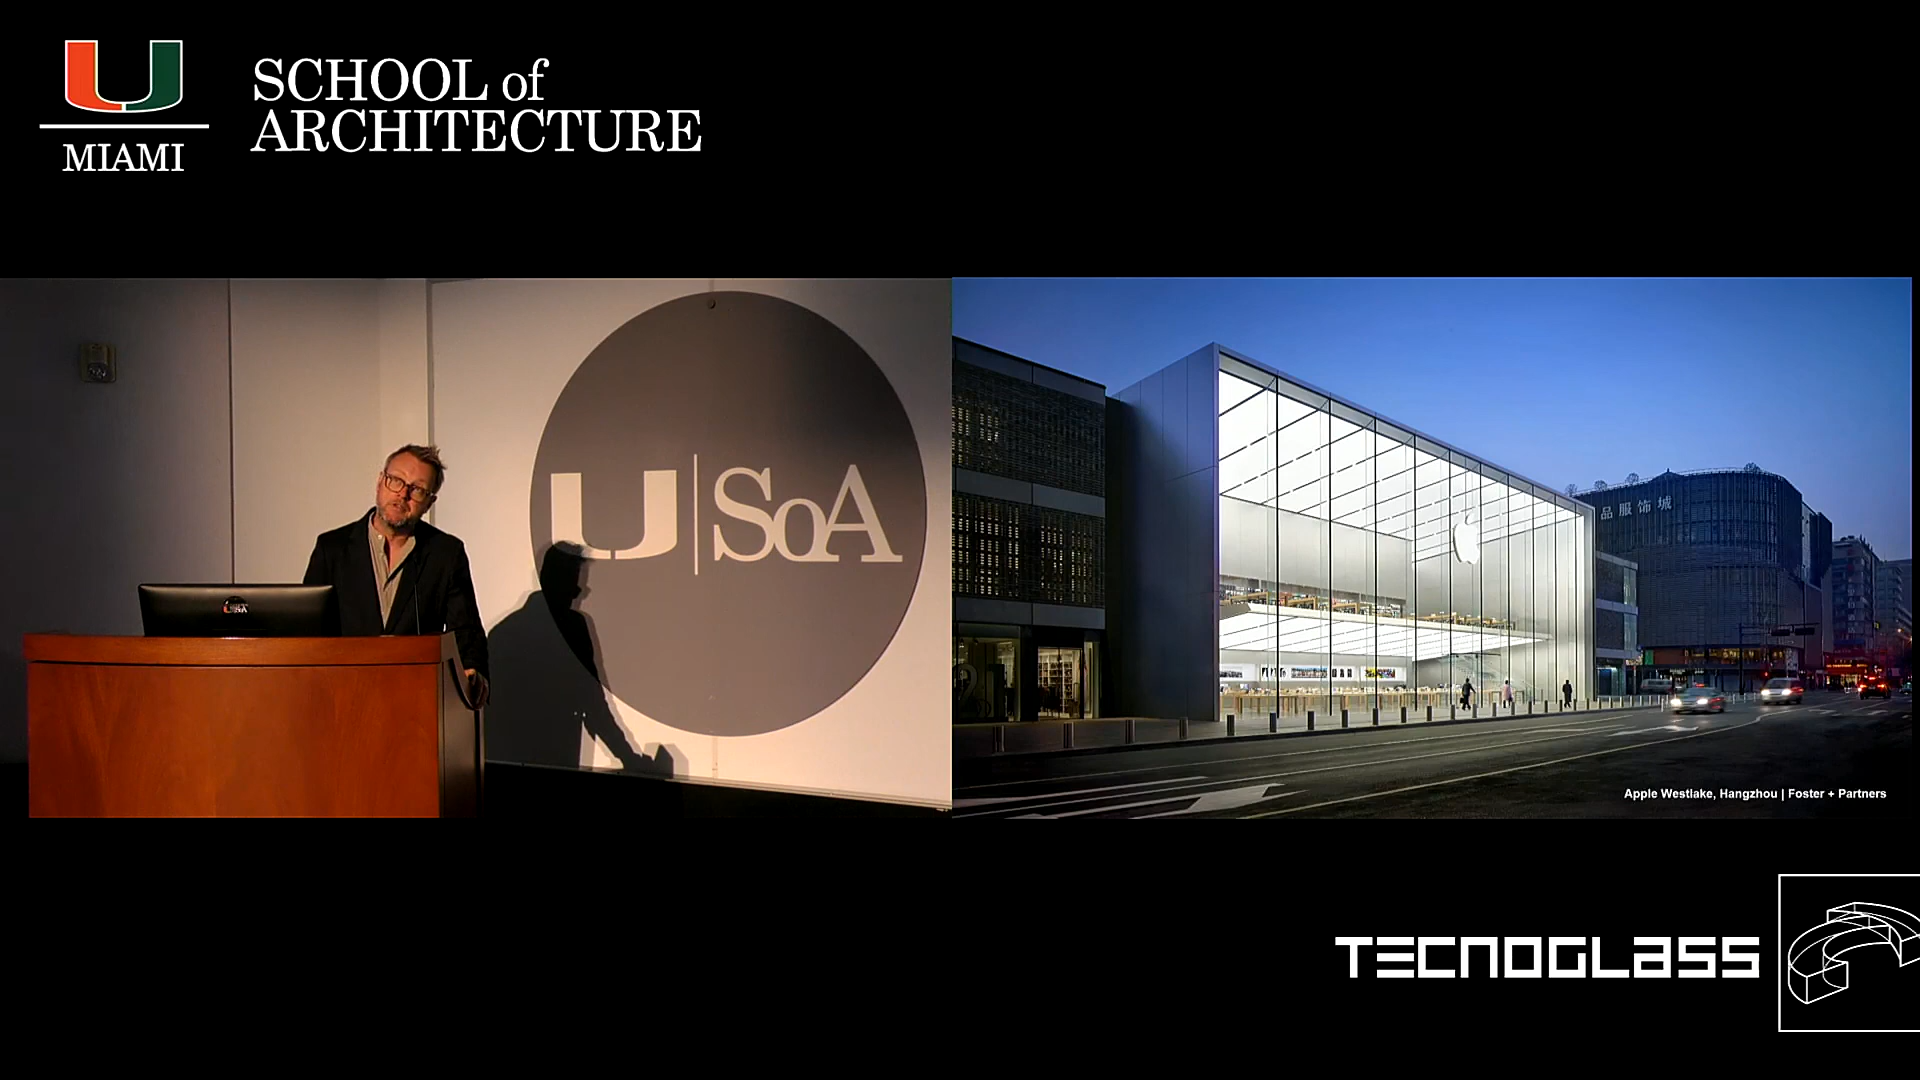 MIAMI
SCHOOL of
ARCHITECTURE
U | SoA
品服饰城
Apple Westlake, Hangzhou | Foster + Partners
TECNOGLASS